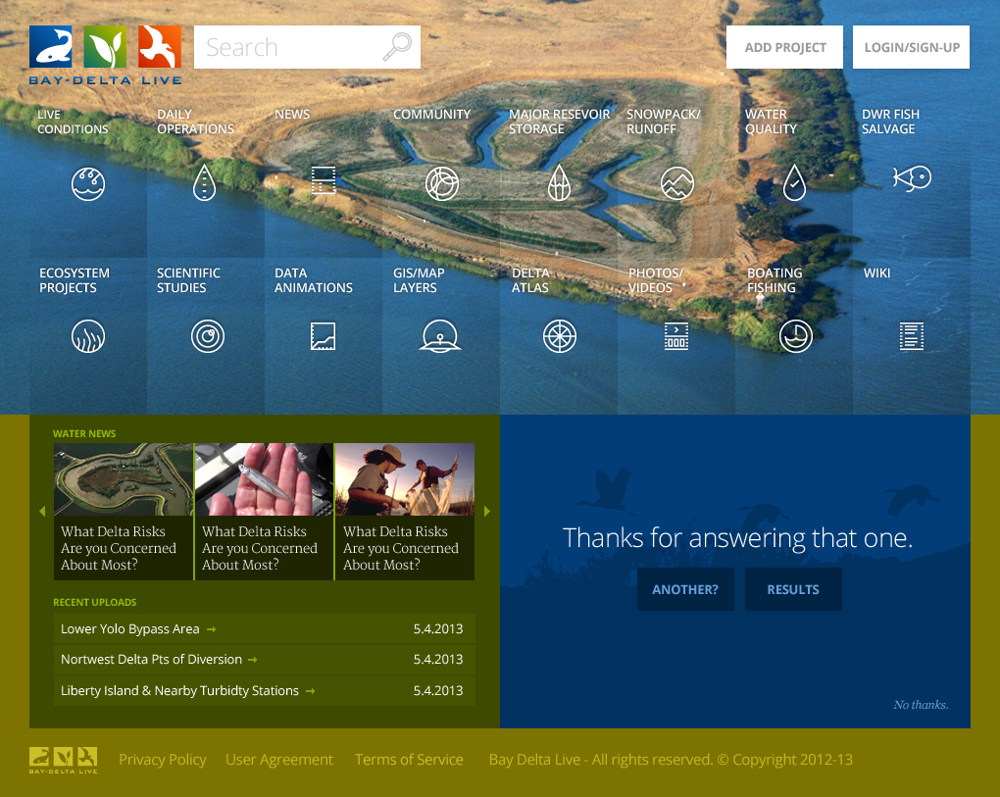 Search
ADD PROJECT
LOGIN/SIGN-UP
BAY-DELTA LIVE
LIVE
CONDITIONS
DAILY
OPERATIONS
NEWS
COMMUNITY
MAJOR RESEVOIR
STORAGE
SNOWPACK/
RUNOFF
WATER
QUALITY
DWR FISH
SALVAGE
ECOSYSTEM
PROJECTS
SCIENTIFIC
STUDIES
DATA
ANIMATIONS
GIS/MAP
LAYERS
DELTA
ATLAS
PHOTOS/
VIDEOS
BOATING
FISHING
WIKI
WATER NEWS
What Delta Risks
Are you Concerned
About Most?
What Delta Risks
Are you Concerned
About Most?
What Delta Risks
Are you Concerned
About Most?
RECENT UPLOADS
Lower Yolo Bypass Area → 5.4.2013
Nortwest Delta Pts of Diversion → 5.4.2013
Liberty Island & Nearby Turbidty Stations → 5.4.2013
Thanks for answering that one.
ANOTHER?
RESULTS
No thanks.
BAY-DELTA LIVE
Privacy Policy
User Agreement
Terms of Service
Bay Delta Live - All rights reserved. © Copyright 2012-13